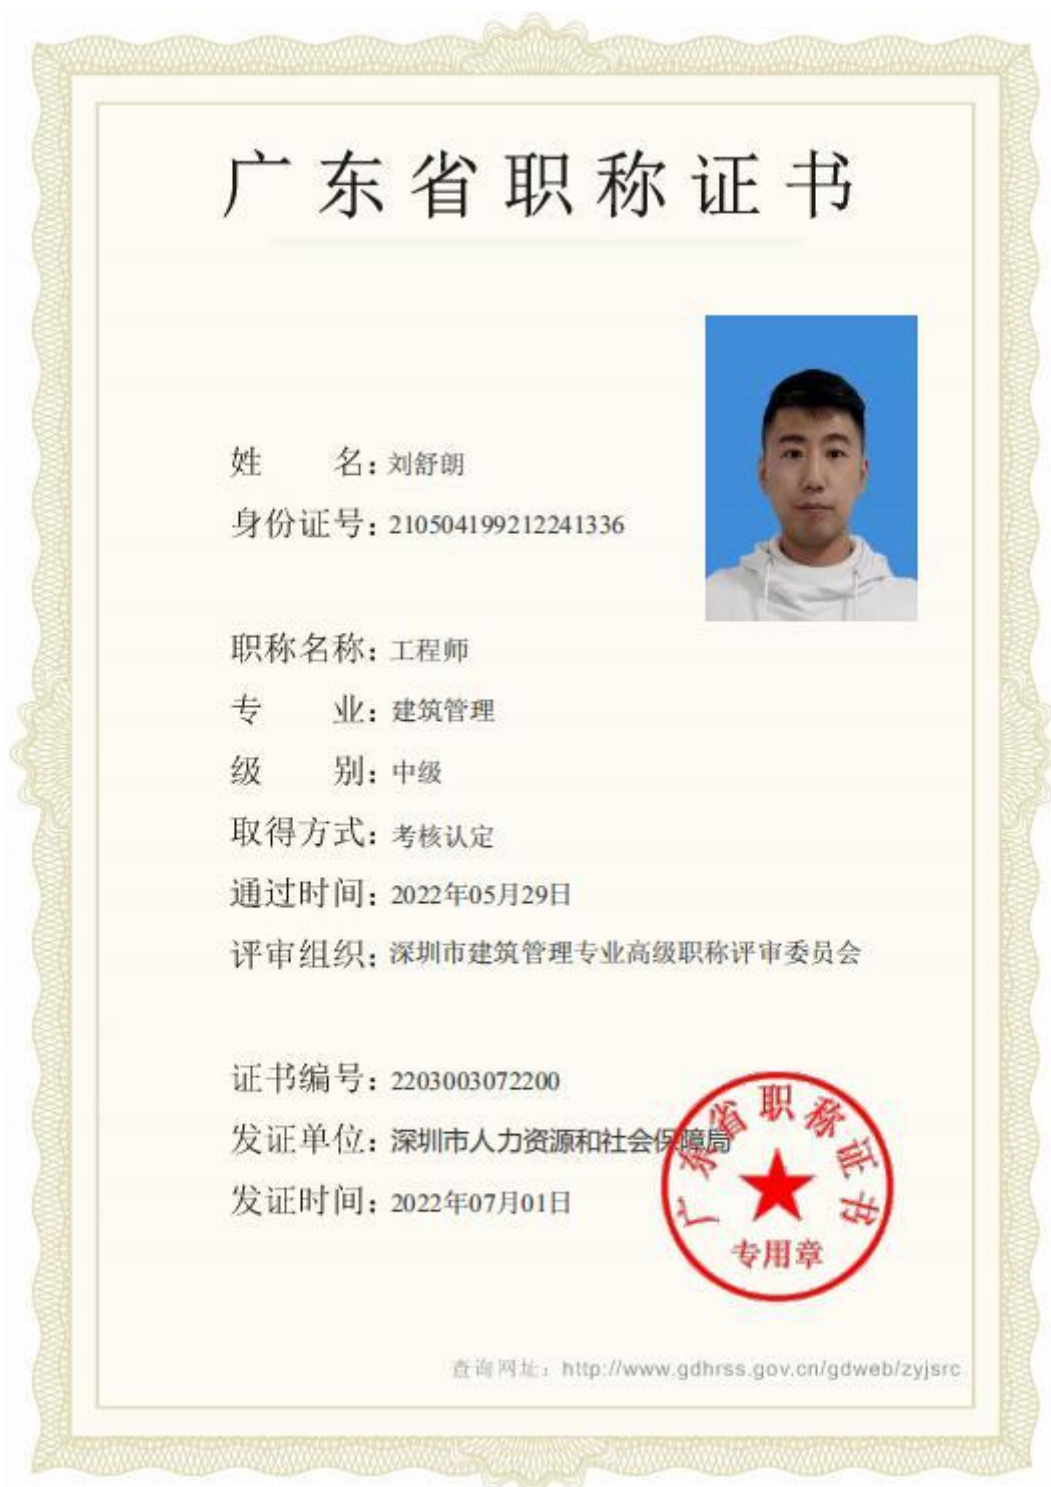 广东省职称证书
姓 名：刘舒朗
身份证号：210504199212241336
职称名称：工程师
专 业：建筑管理
级 别：中级
取得方式：考核认定
通过时间：2022年05月29日
评审组织：深圳市建筑管理专业高级职称评审委员会
证书编号：2203003072200
发证单位：深圳市人力资源和社会保障局
发证时间：2022年07月01日
广东省职称证书
专用章
查询网址：http://www.gdhrss.gov.cn/gdweb/zyjsrc